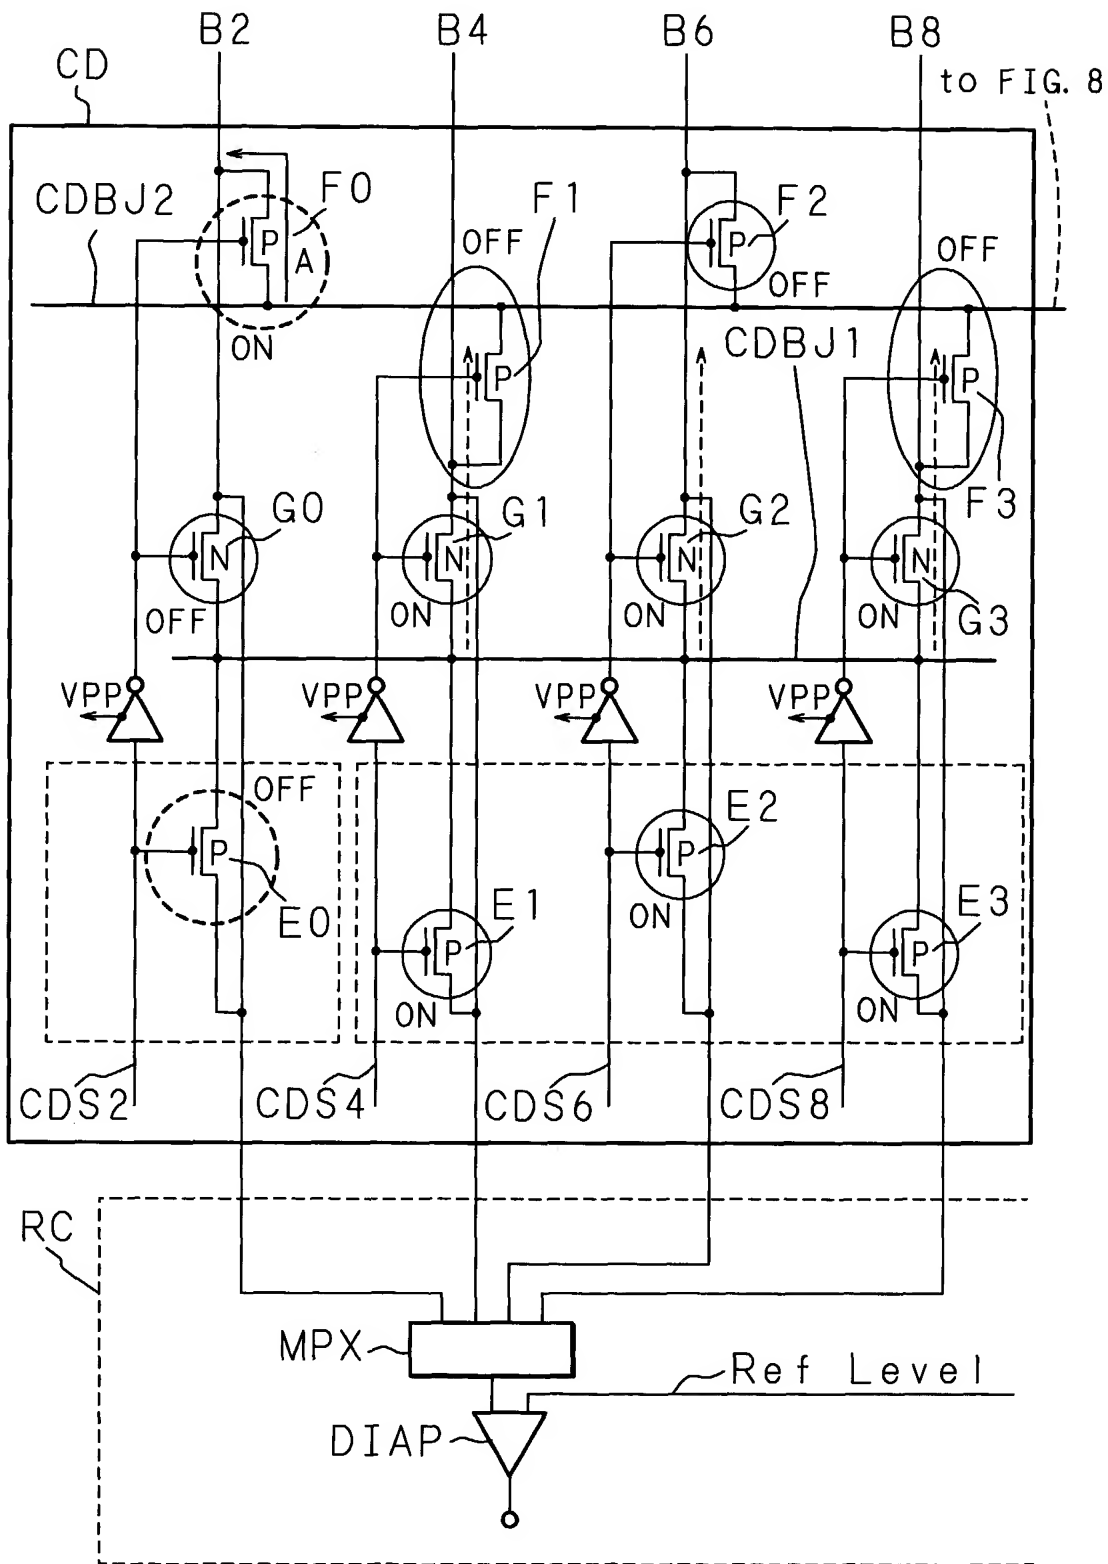 B2 B4 B6 B8
CD
to FIG. 8
CDBJ2 F0 F1 F2
P A P
OFF OFF OFF
ON
CDBJ1
P P
F3
G0 G1 G2
N N N N
OFF ON ON ON G3
VPP VPP VPP VPP
OFF
E2
P P
E0 E1 ON E3
P P
ON ON
CDS2 CDS4 CDS6 CDS8
RC
MPX
Ref Level
DIAP